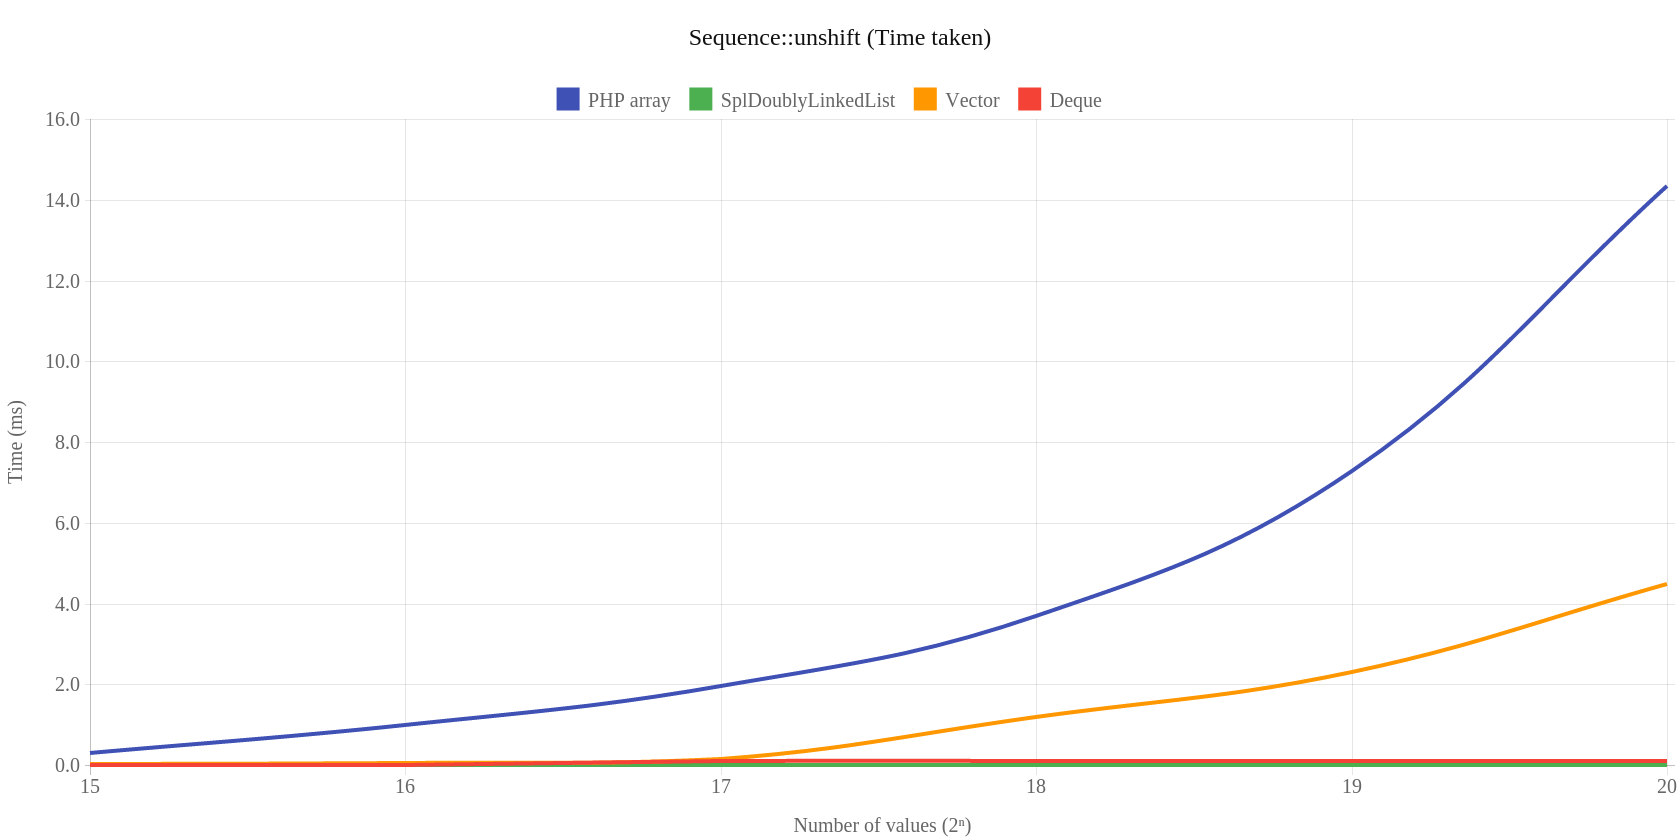 Sequence::unshift (Time taken)
PHP array SplDoublyLinkedList Vector Deque
16.0
14.0
12.0
10.0
8.0
6.0
4.0
2.0
0.0
Time (ms)
15 16 17 18 19 20
Number of values (2ⁿ)